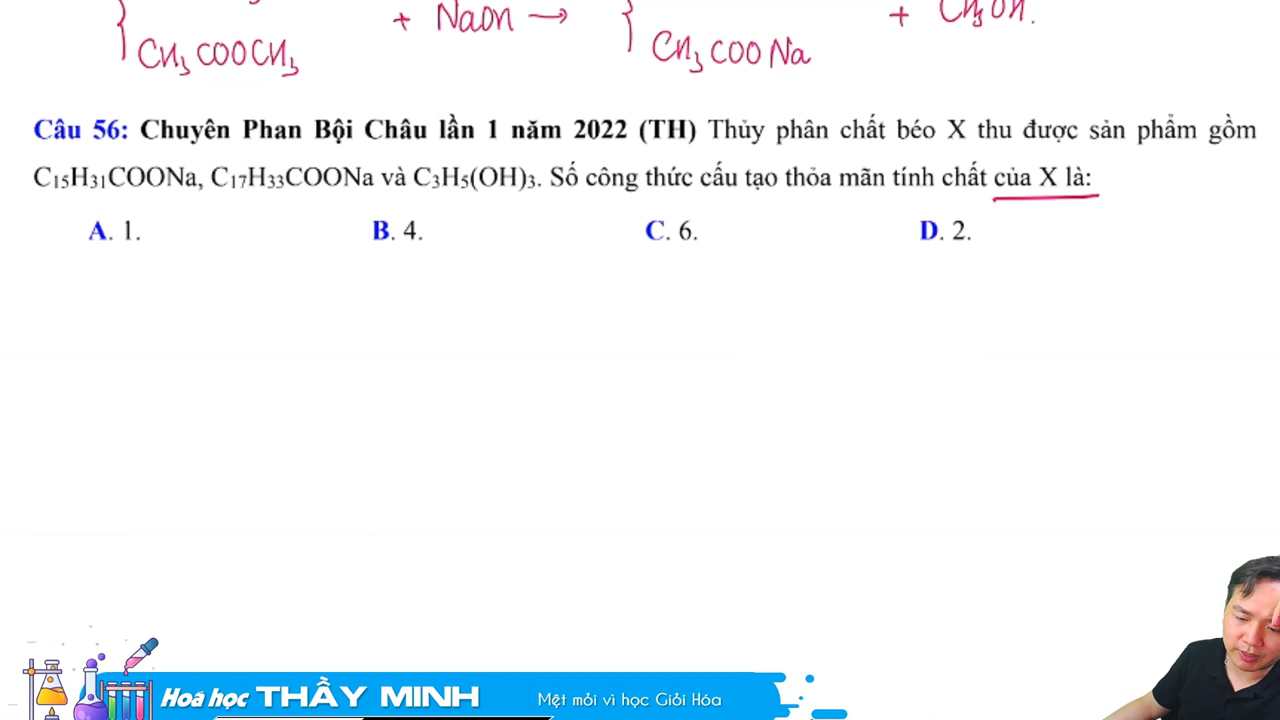 + NaOH → + CH₃OH.
CH₃COOCH₃ CH₃COONa
Câu 56: Chuyên Phan Bội Châu lần 1 năm 2022 (TH) Thủy phân chất béo X thu được sản phẩm gồm
C₁₅H₃₁COONa, C₁₇H₃₃COONa và C₃H₅(OH)₃. Số công thức cấu tạo thỏa mãn tính chất của X là:
A. 1. B. 4. C. 6. D. 2.
Hoá học THẦY MINH Mệt mỏi vì học Giỏi Hóa